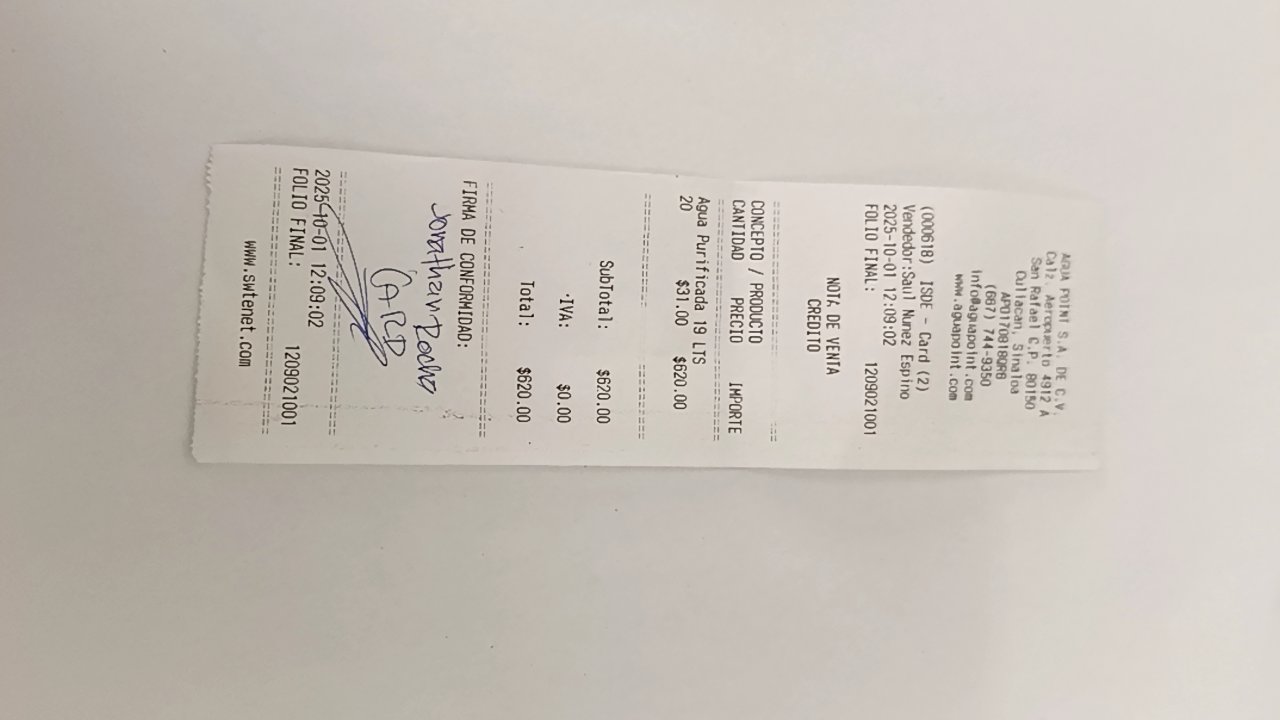 AGUA POINT S.A. DE C.V.
Calz. Aeropuerto 4912 A
San Rafael C.P. 80150
Culiacan, Sinaloa
(667) 744-9350
info@aguapoint.com
www.aguapoint.com
(000618) ISDE - Card (2)
Vendedor:Saul Nunez Espino
2025-10-01 12:09:02
FOLIO FINAL: 1209021001
NOTA DE VENTA
CREDITO
CONCEPTO / PRODUCTO
CANTIDAD PRECIO IMPORTE
Agua Purificada 19 LTS
20 $31.00 $620.00
SubTotal: $620.00
IVA: $0.00
Total: $620.00
FIRMA DE CONFORMIDAD:
Jonathan Rocha
CARD
2025-10-01 12:09:02
FOLIO FINAL: 1209021001
www.swtenet.com